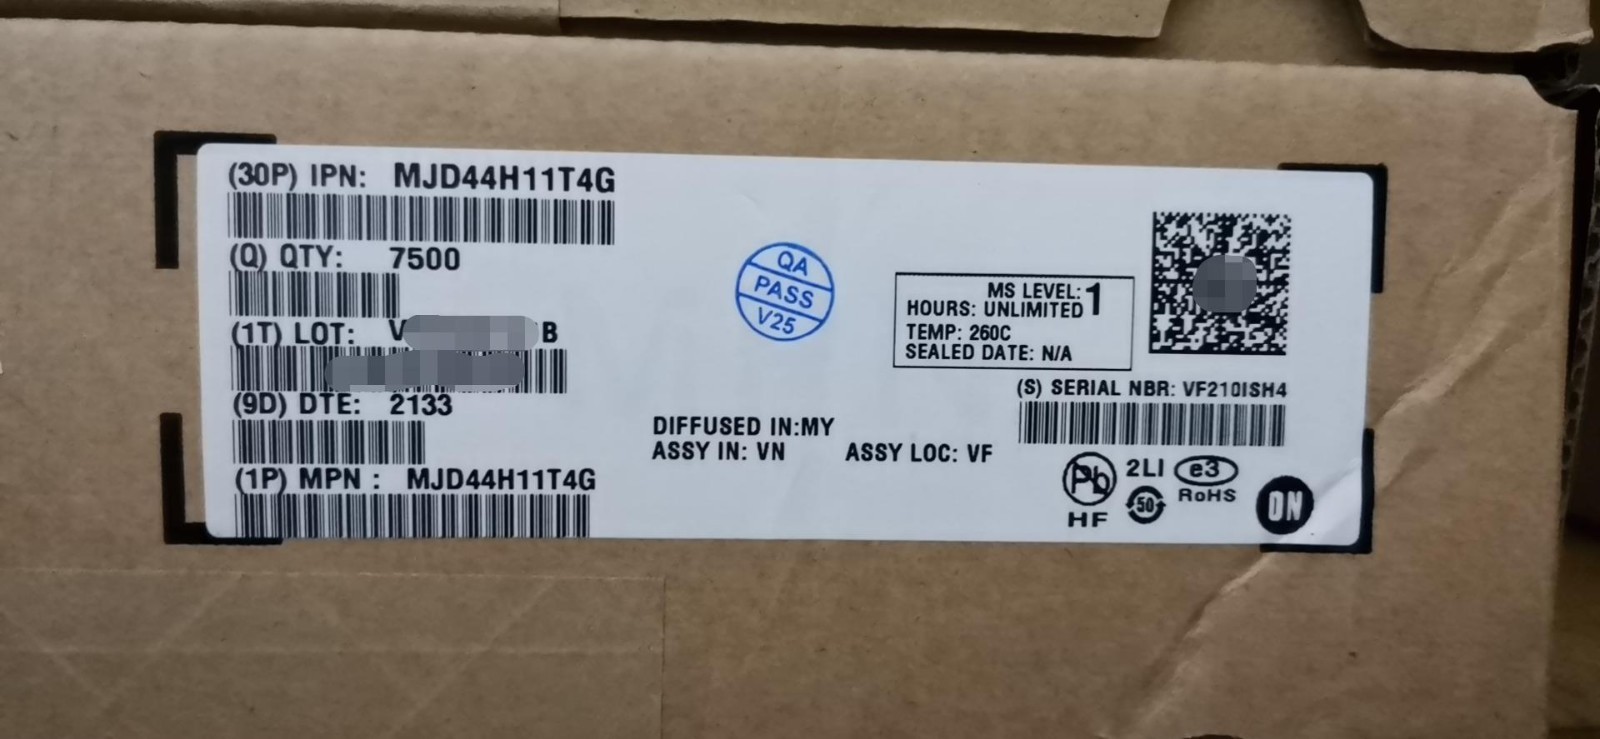 (30P) IPN: MJD44H11T4G
(Q) QTY: 7500
(1T) LOT: V B
(9D) DTE: 2133
(1P) MPN : MJD44H11T4G
QA
PASS
V25
DIFFUSED IN:MY
ASSY IN: VN ASSY LOC: VF
MS LEVEL: 1
HOURS: UNLIMITED
TEMP: 260C
SEALED DATE: N/A
(S) SERIAL NBR: VF210ISH4
Pb 2LI e3
50 RoHS
HF
ON